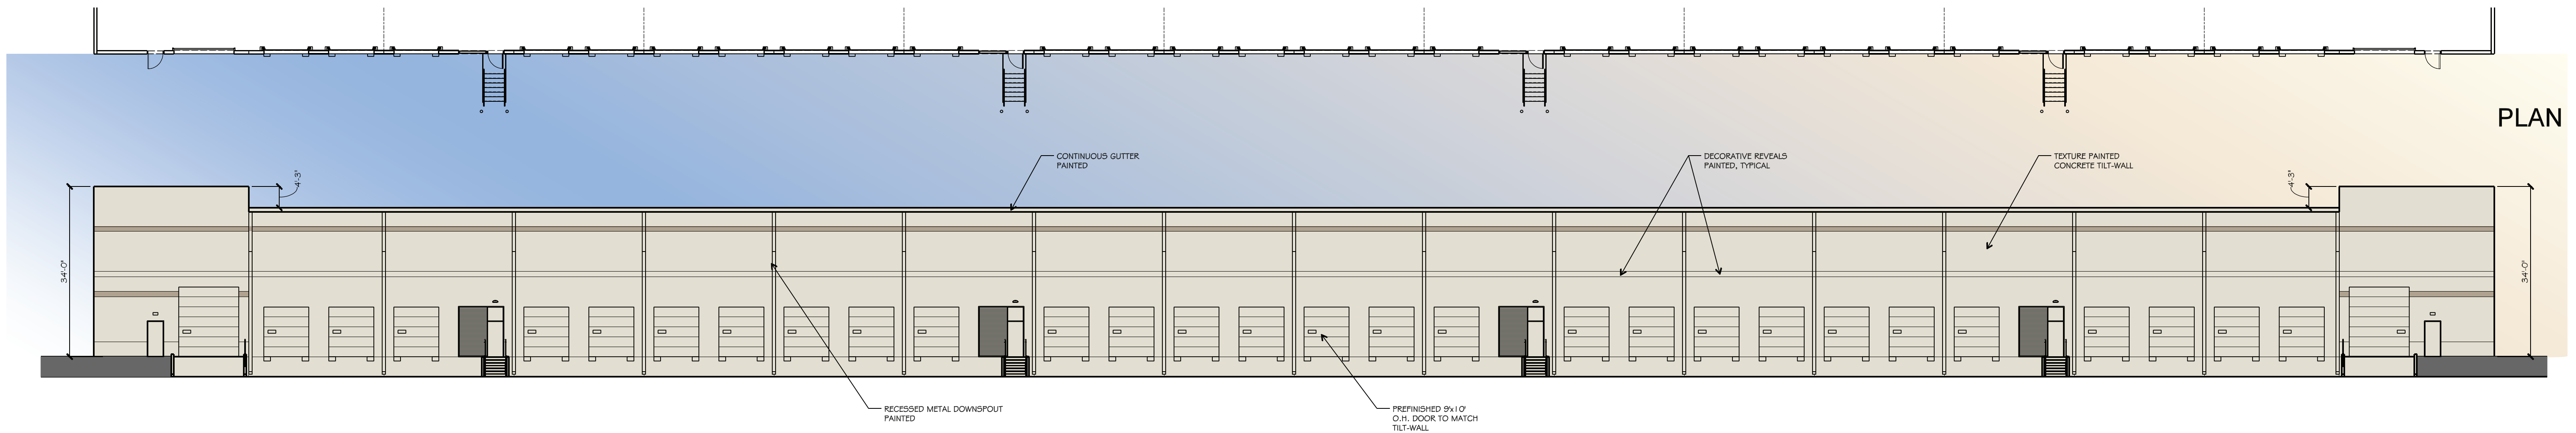 PLAN
CONTINUOUS GUTTER
PAINTED
DECORATIVE REVEALS
PAINTED, TYPICAL
TEXTURE PAINTED
CONCRETE TILT-WALL
4'-3"
4'-3"
34'-0"
34'-0"
RECESSED METAL DOWNSPOUT
PAINTED
PREFINISHED 9'x10'
O.H. DOOR TO MATCH
TILT-WALL